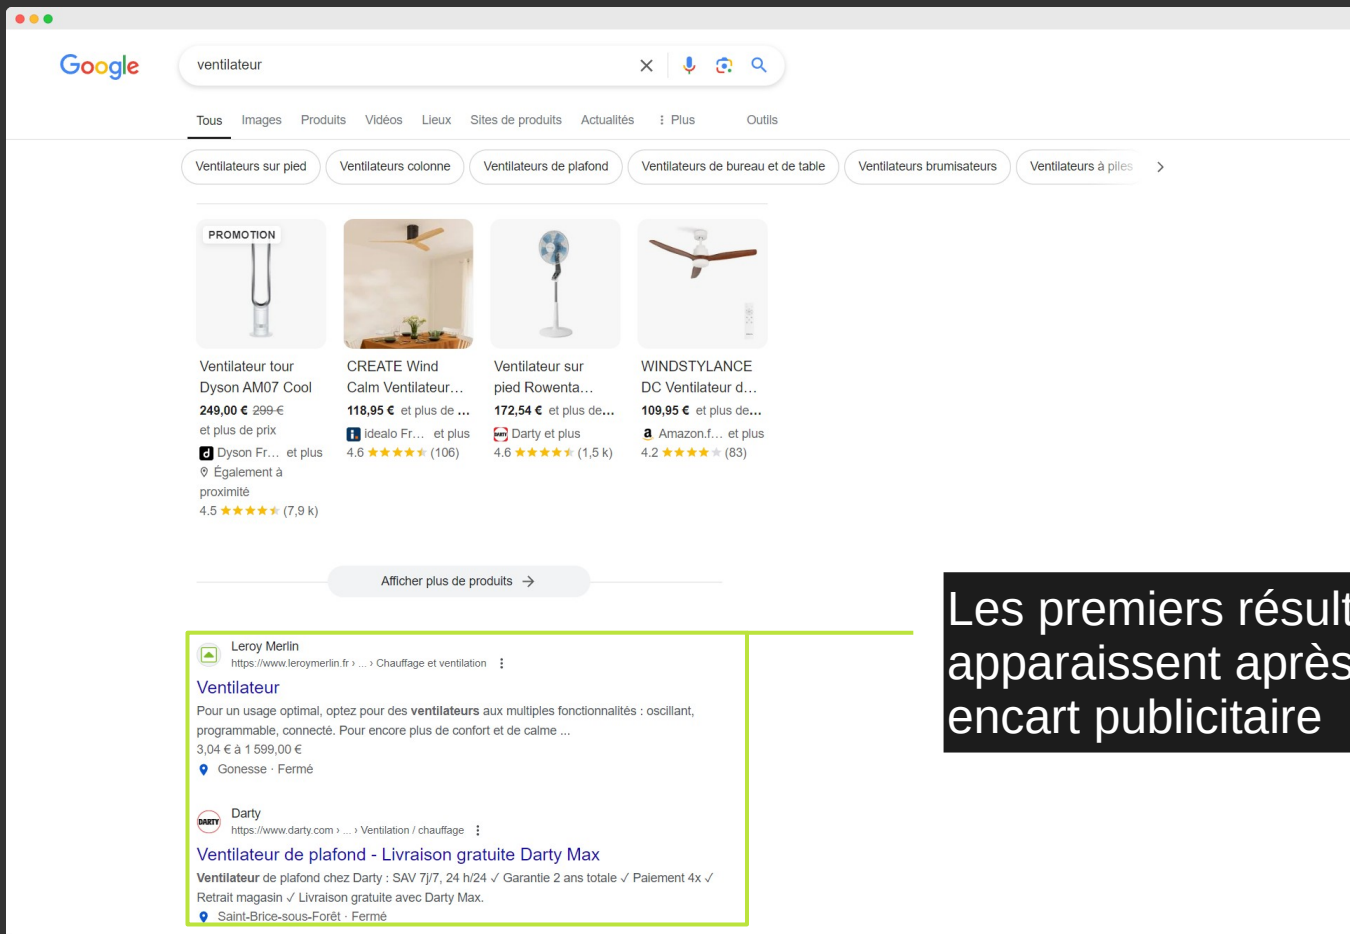 Google
ventilateur
Tous Images Produits Vidéos Lieux Sites de produits Actualités Plus Outils
Ventilateurs sur pied Ventilateurs colonne Ventilateurs de plafond Ventilateurs de bureau et de table Ventilateurs brumisateurs Ventilateurs à piles
PROMOTION
Ventilateur tour
Dyson AM07 Cool
249,00 € 299 €
et plus de prix
Dyson Fr... et plus
Également à
proximité
4.5 (7,9 k)
CREATE Wind
Calm Ventilateur...
118,95 € et plus de ...
idealo Fr... et plus
4.6 (106)
Ventilateur sur
pied Rowenta...
172,54 € et plus de...
DARTY Darty et plus
4.6 (1,5 k)
WINDSTYLANCE
DC Ventilateur d...
109,95 € et plus de...
a Amazon.f... et plus
4.2 (83)
Afficher plus de produits →
Leroy Merlin
https://www.leroymerlin.fr › ... › Chauffage et ventilation
Ventilateur
Pour un usage optimal, optez pour des ventilateurs aux multiples fonctionnalités : oscillant,
programmable, connecté. Pour encore plus de confort et de calme ...
3,04 € à 1 599,00 €
Gonesse · Fermé
DARTY
Darty
https://www.darty.com › ... › Ventilation / chauffage
Ventilateur de plafond - Livraison gratuite Darty Max
Ventilateur de plafond chez Darty : SAV 7j/7, 24 h/24 ✓ Garantie 2 ans totale ✓ Paiement 4x ✓
Retrait magasin ✓ Livraison gratuite avec Darty Max.
Saint-Brice-sous-Forêt · Fermé
Les premiers résult
apparaissent après
encart publicitaire